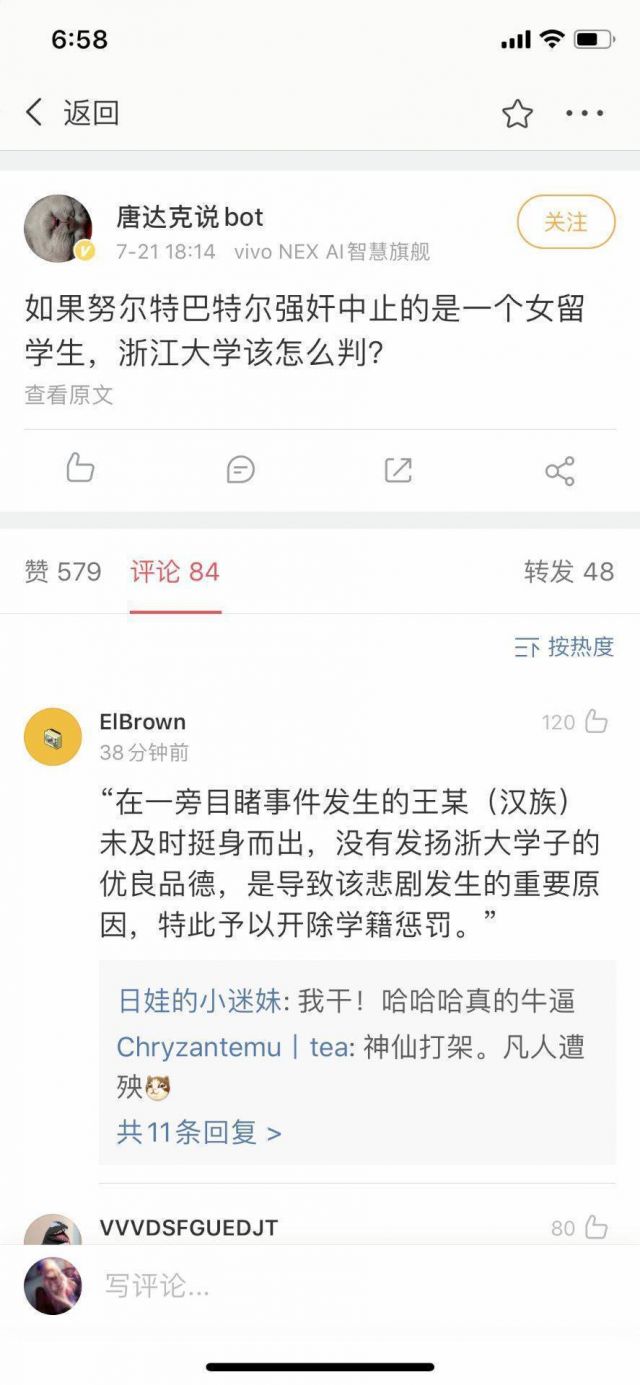 6:58
返回
唐达克说bot
关注
7-21 18:14 vivo NEX AI智慧旗舰
如果努尔特巴特尔强奸中止的是一个女留
学生，浙江大学该怎么判？
查看原文
赞 579 评论 84 转发 48
按热度
ElBrown
120
38分钟前
“在一旁目睹事件发生的王某（汉族）
未及时挺身而出，没有发扬浙大学子的
优良品德，是导致该悲剧发生的重要原
因，特此予以开除学籍惩罚。”
日娃的小迷妹: 我干！哈哈哈真的牛逼
Chryzantemu｜tea: 神仙打架。凡人遭
殃
共11条回复 >
VVVDSFGUEDJT
80
写评论...